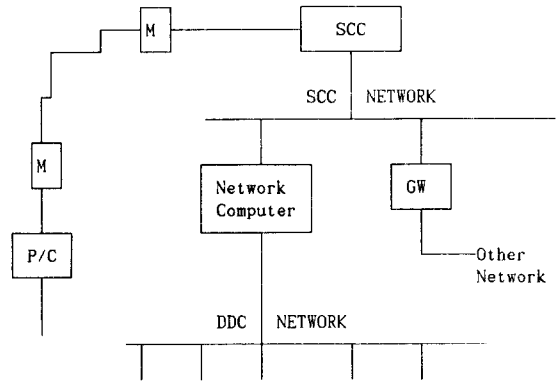 M
SCC
SCC NETWORK
M
Network
Computer
GW
P/C
Other
Network
DDC NETWORK